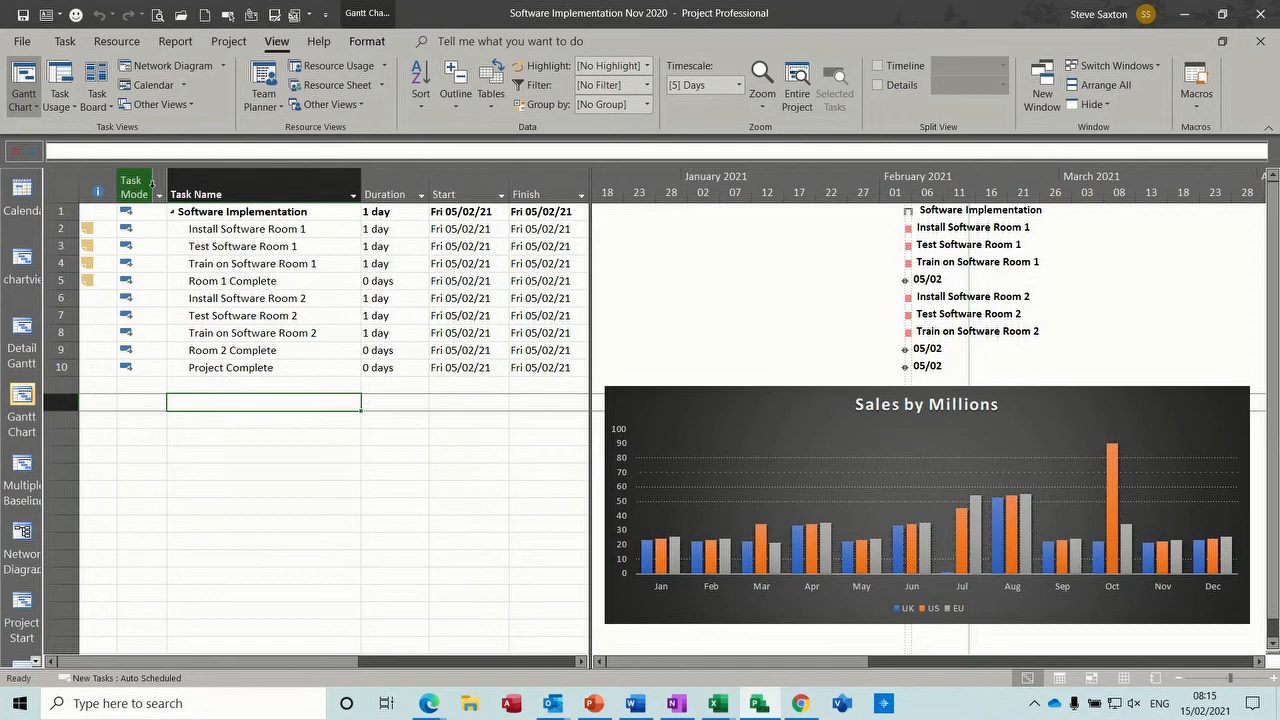 Gantt Cha...
Software Implementation Nov 2020 - Project Professional
Steve Saxton
SS
File Task Resource Report Project View Help Format Tell me what you want to do
Gantt Chart
Task Usage
Task Board
Network Diagram
Calendar
Other Views
Task Views
Team Planner
Resource Usage
Resource Sheet
Other Views
Resource Views
Sort
Outline
Tables
Highlight: [No Highlight]
Filter: [No Filter]
Group by: [No Group]
Data
Timescale:
[5] Days
Zoom
Entire Project
Selected Tasks
Zoom
Timeline
Details
Split View
New Window
Switch Windows
Arrange All
Hide
Window
Macros
Macros
Calenda
chartvie
Detail Gantt
Gantt Chart
Multiple Baselin
Networ Diagra
Project Start
Task Mode Task Name Duration Start Finish
1 Software Implementation 1 day Fri 05/02/21 Fri 05/02/21
2 Install Software Room 1 1 day Fri 05/02/21 Fri 05/02/21
3 Test Software Room 1 1 day Fri 05/02/21 Fri 05/02/21
4 Train on Software Room 1 1 day Fri 05/02/21 Fri 05/02/21
5 Room 1 Complete 0 days Fri 05/02/21 Fri 05/02/21
6 Install Software Room 2 1 day Fri 05/02/21 Fri 05/02/21
7 Test Software Room 2 1 day Fri 05/02/21 Fri 05/02/21
8 Train on Software Room 2 1 day Fri 05/02/21 Fri 05/02/21
9 Room 2 Complete 0 days Fri 05/02/21 Fri 05/02/21
10 Project Complete 0 days Fri 05/02/21 Fri 05/02/21
January 2021 February 2021 March 2021 A
18 23 28 02 07 12 17 22 27 01 06 11 16 21 26 03 08 13 18 23 28
Software Implementation
Install Software Room 1
Test Software Room 1
Train on Software Room 1
05/02
Install Software Room 2
Test Software Room 2
Train on Software Room 2
05/02
05/02
Sales by Millions
100
90
80
70
60
50
40
30
20
10
0
Jan Feb Mar Apr May Jun Jul Aug Sep Oct Nov Dec
UK US EU
Ready New Tasks : Auto Scheduled
Type here to search
ENG
08:15
15/02/2021